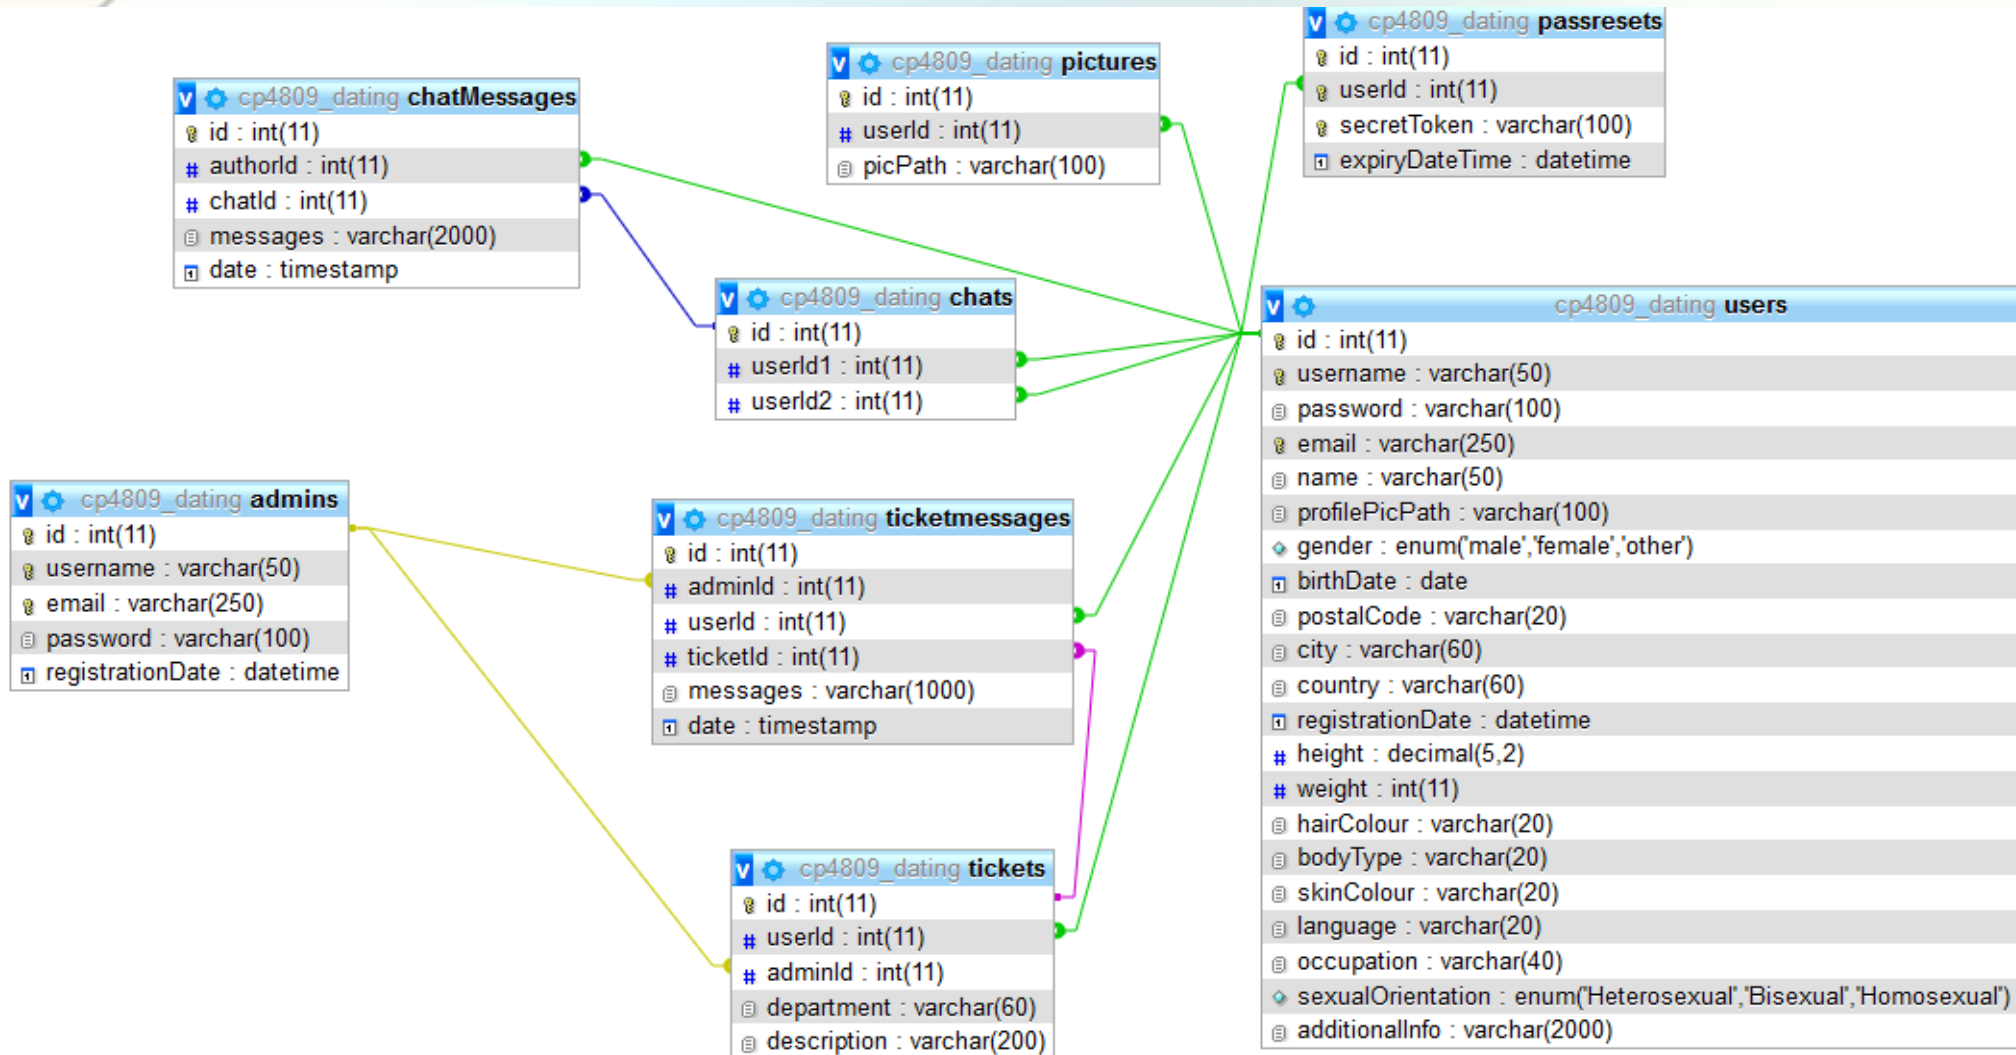 cp4809_dating passresets
id : int(11)
userId : int(11)
secretToken : varchar(100)
expiryDateTime : datetime
cp4809_dating pictures
id : int(11)
userId : int(11)
picPath : varchar(100)
cp4809_dating chatMessages
id : int(11)
authorId : int(11)
chatId : int(11)
messages : varchar(2000)
date : timestamp
cp4809_dating chats
id : int(11)
userId1 : int(11)
userId2 : int(11)
cp4809_dating users
id : int(11)
username : varchar(50)
password : varchar(100)
email : varchar(250)
name : varchar(50)
profilePicPath : varchar(100)
gender : enum('male','female','other')
birthDate : date
postalCode : varchar(20)
city : varchar(60)
country : varchar(60)
registrationDate : datetime
height : decimal(5,2)
weight : int(11)
hairColour : varchar(20)
bodyType : varchar(20)
skinColour : varchar(20)
language : varchar(20)
occupation : varchar(40)
sexualOrientation : enum('Heterosexual','Bisexual','Homosexual')
additionalInfo : varchar(2000)
cp4809_dating admins
id : int(11)
username : varchar(50)
email : varchar(250)
password : varchar(100)
registrationDate : datetime
cp4809_dating ticketmessages
id : int(11)
adminId : int(11)
userId : int(11)
ticketId : int(11)
messages : varchar(1000)
date : timestamp
cp4809_dating tickets
id : int(11)
userId : int(11)
adminId : int(11)
department : varchar(60)
description : varchar(200)